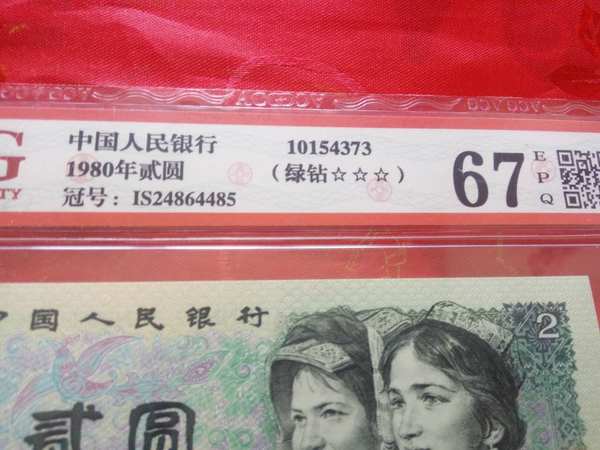 中国人民银行 10154373
1980年贰圆 (绿钻☆☆☆)
冠号: IS24864485
67
EPQ
G
TY
中国人民银行
2
贰圆